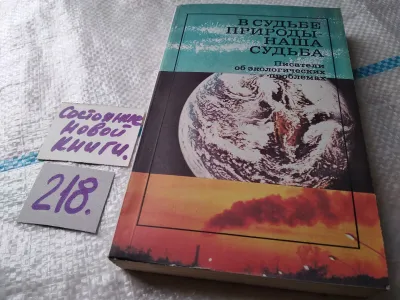 В СУДЬБЕ
ПРИРОДЫ-
НАША
СУДЬБА
Писатели
об экологических
проблемах
Состояние
новой
книги.
218.